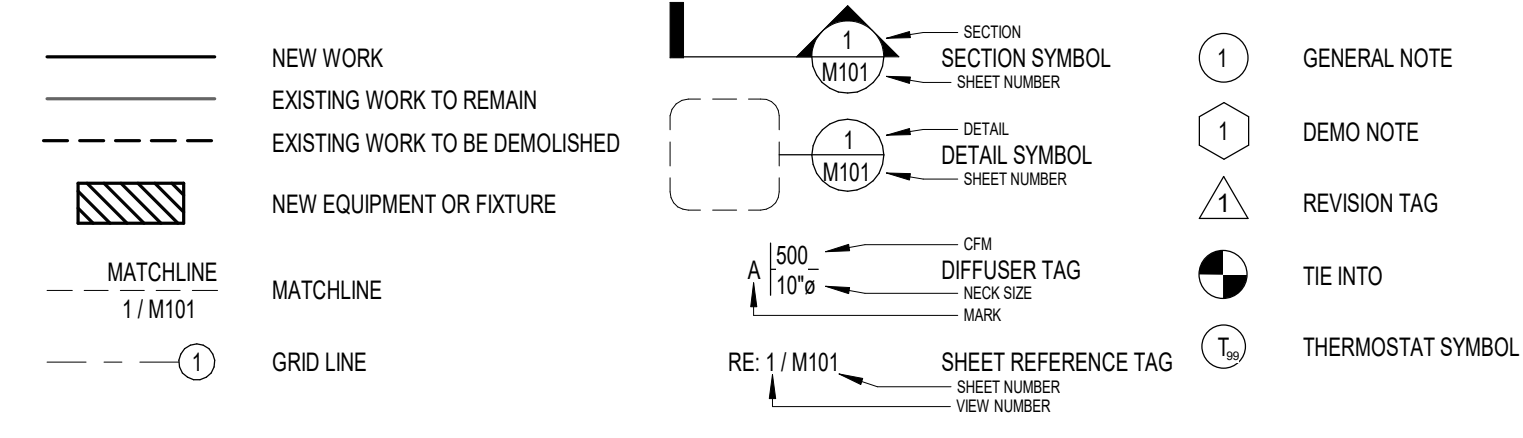 NEW WORK
EXISTING WORK TO REMAIN
EXISTING WORK TO BE DEMOLISHED
NEW EQUIPMENT OR FIXTURE
MATCHLINE
1 / M101
MATCHLINE
1
GRID LINE
1
M101
SECTION
SECTION SYMBOL
SHEET NUMBER
1
M101
DETAIL
DETAIL SYMBOL
SHEET NUMBER
A
500
10"ø
CFM
DIFFUSER TAG
NECK SIZE
MARK
RE: 1 / M101
SHEET REFERENCE TAG
SHEET NUMBER
VIEW NUMBER
1
GENERAL NOTE
1
DEMO NOTE
1
REVISION TAG
TIE INTO
T99
THERMOSTAT SYMBOL